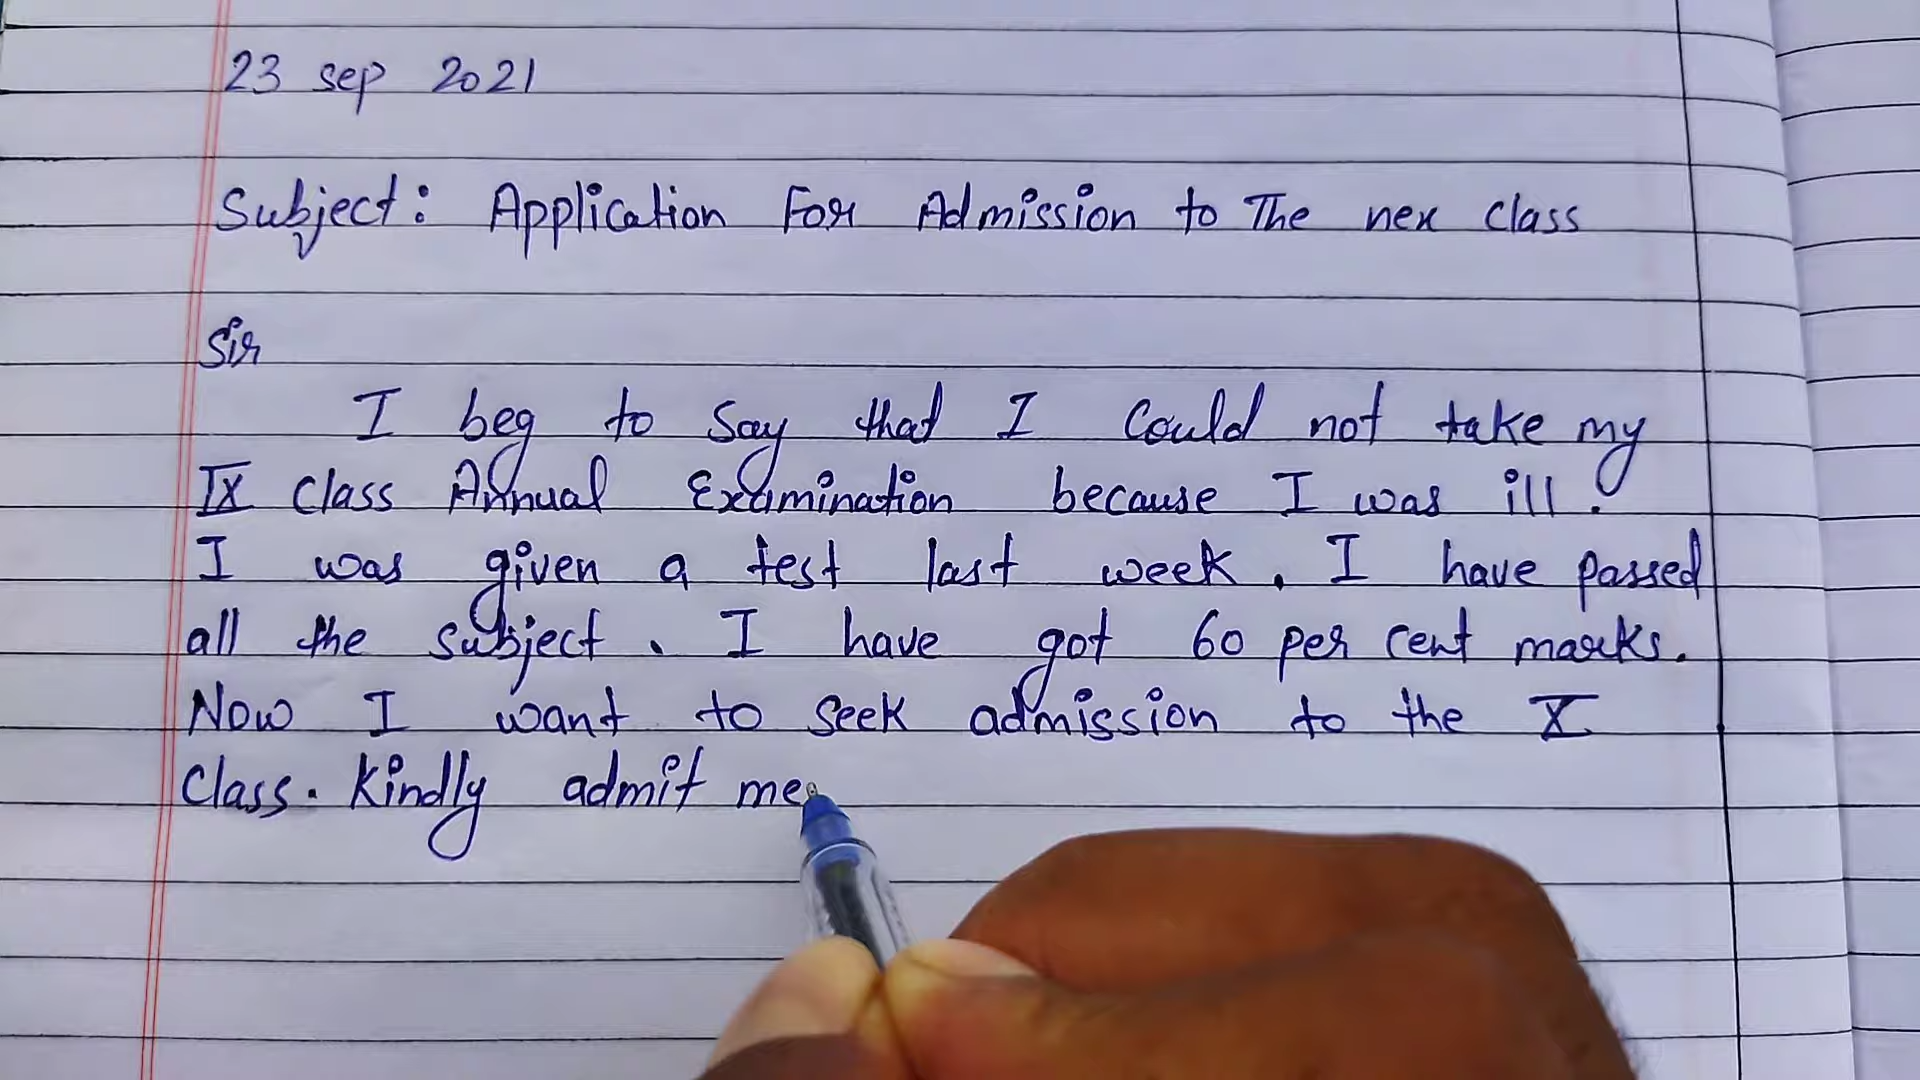 23 sep 2021
Subject: Application For Admission to The nex class
Sir
I beg to say that I could not take my
IX class Annual Examination because I was ill.
I was given a test last week. I have passed
all the subject. I have got 60 per cent marks.
Now I want to seek admission to the X
Class. Kindly admit me